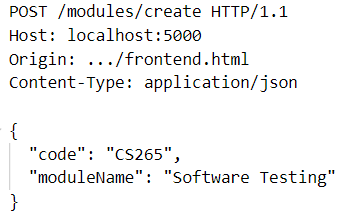 POST /modules/create HTTP/1.1
Host: localhost:5000
Origin: .../frontend.html
Content-Type: application/json

{
  "code": "CS265",
  "moduleName": "Software Testing"
}